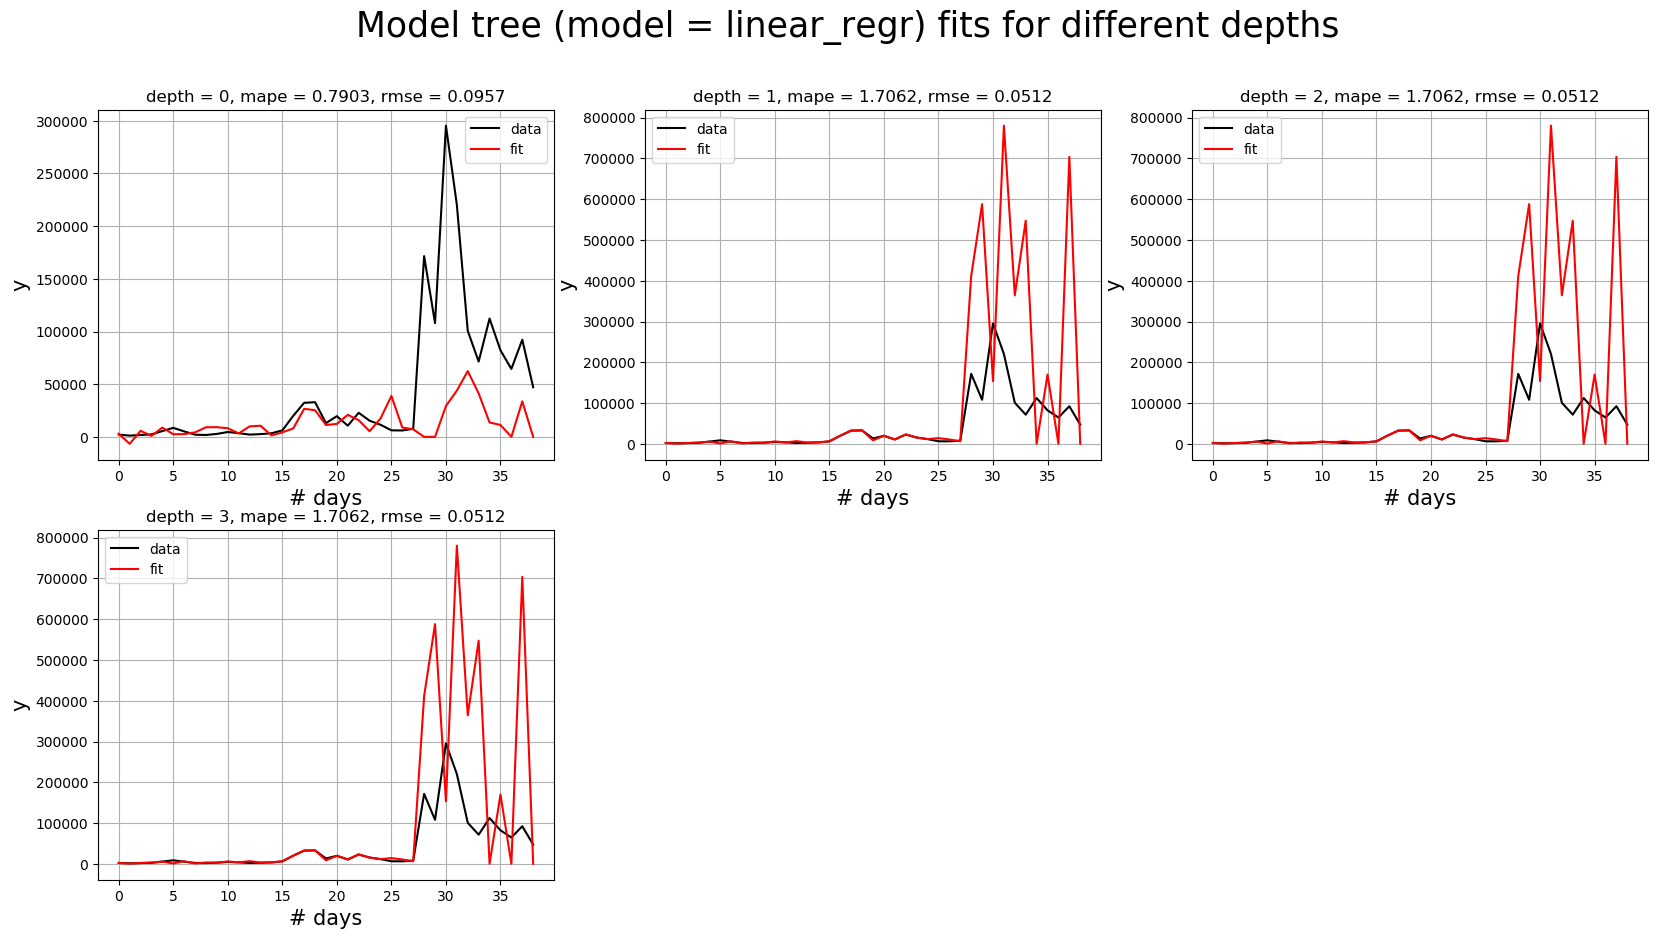 Model tree (model = linear_regr) fits for different depths
depth = 0, mape = 0.7903, rmse = 0.0957
300000
250000
200000
150000
100000
50000
0
y
data
fit
0 5 10 15 20 25 30 35
# days
depth = 1, mape = 1.7062, rmse = 0.0512
800000
700000
600000
500000
400000
300000
200000
100000
0
y
data
fit
0 5 10 15 20 25 30 35
# days
depth = 2, mape = 1.7062, rmse = 0.0512
800000
700000
600000
500000
400000
300000
200000
100000
0
y
data
fit
0 5 10 15 20 25 30 35
# days
depth = 3, mape = 1.7062, rmse = 0.0512
800000
700000
600000
500000
400000
300000
200000
100000
0
y
data
fit
0 5 10 15 20 25 30 35
# days